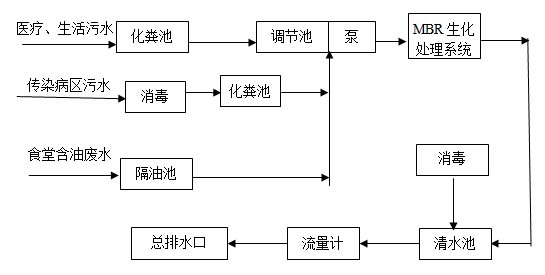 医疗、生活污水
化粪池
调节池
泵
MBR 生化
处理系统
传染病区污水
消毒
化粪池
食堂含油废水
隔油池
消毒
总排水口
流量计
清水池